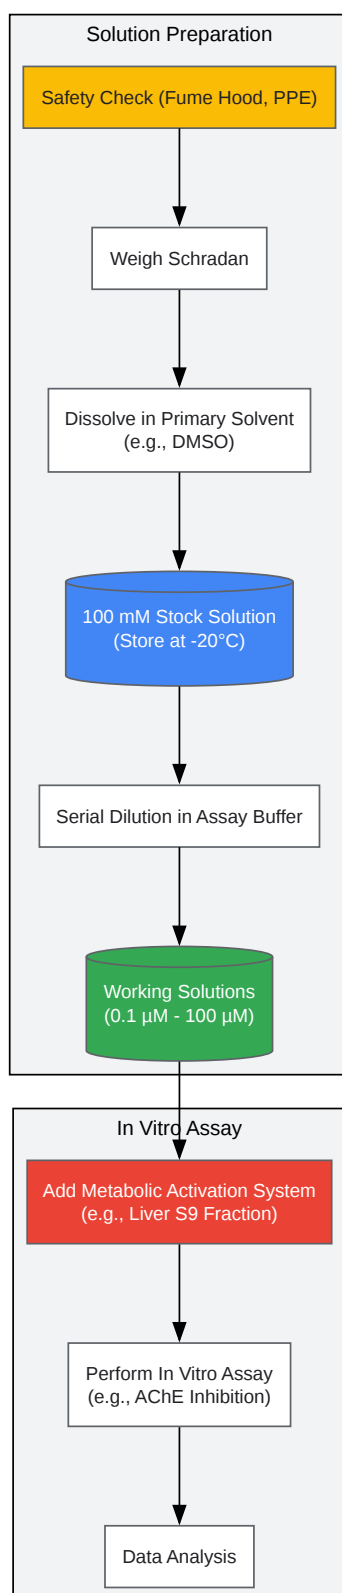 Solution Preparation
Safety Check (Fume Hood, PPE)
Weigh Schradan
Dissolve in Primary Solvent
(e.g., DMSO)
100 mM Stock Solution
(Store at -20°C)
Serial Dilution in Assay Buffer
Working Solutions
(0.1 µM - 100 µM)
In Vitro Assay
Add Metabolic Activation System
(e.g., Liver S9 Fraction)
Perform In Vitro Assay
(e.g., AChE Inhibition)
Data Analysis